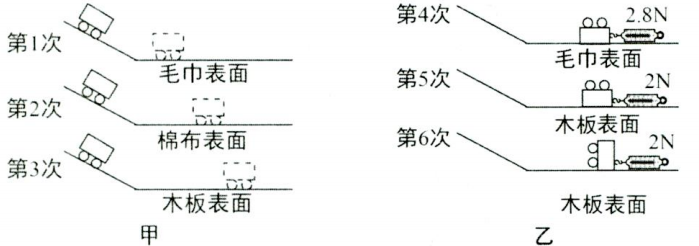 第1次
毛巾表面
第2次
棉布表面
第3次
木板表面
甲
第4次
2.8N
毛巾表面
第5次
2N
木板表面
第6次
2N
木板表面
乙